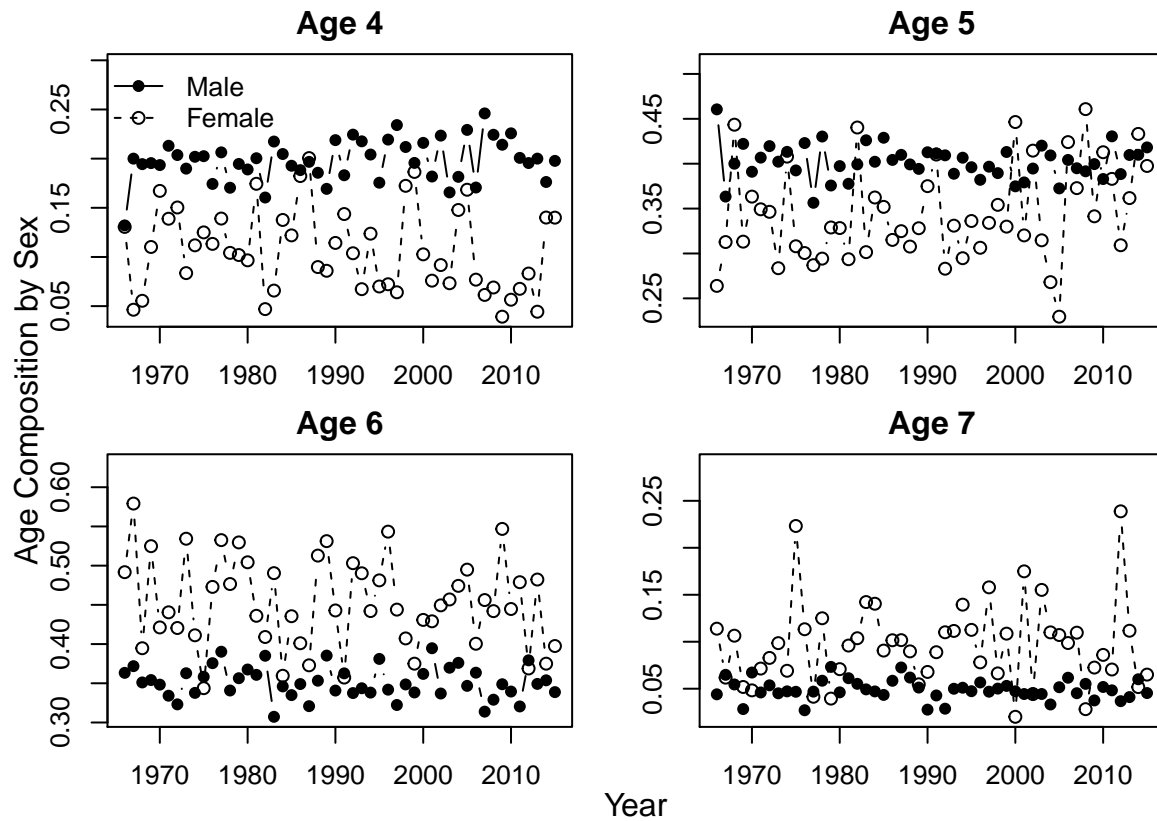 Age 4
Age 5
Male
Female
0.05 0.15 0.25
0.25 0.35 0.45
1970 1980 1990 2000 2010
1970 1980 1990 2000 2010
Age Composition by Sex
Age 6
Age 7
0.30 0.40 0.50 0.60
0.05 0.15 0.25
1970 1980 1990 2000 2010
1970 1980 1990 2000 2010
Year